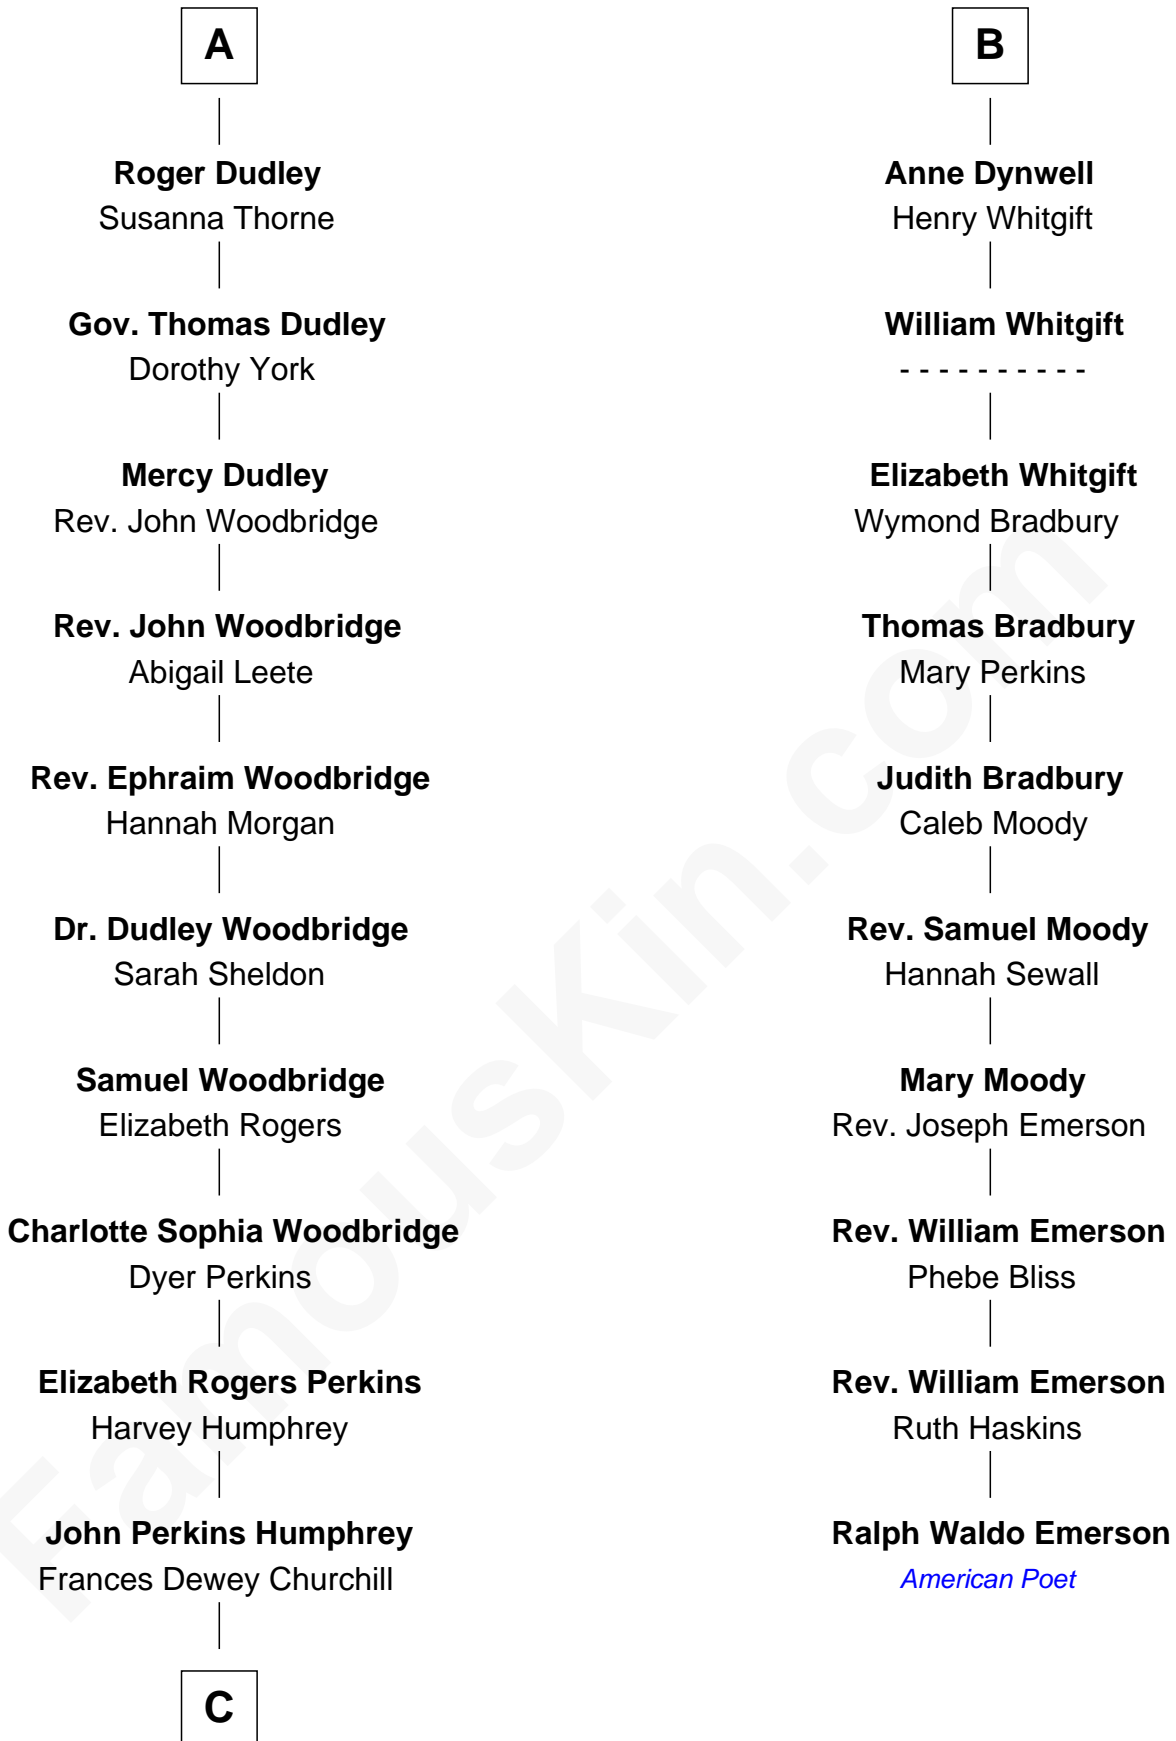 A
Roger Dudley
Susanna Thorne
Gov. Thomas Dudley
Dorothy York
Mercy Dudley
Rev. John Woodbridge
Rev. John Woodbridge
Abigail Leete
Rev. Ephraim Woodbridge
Hannah Morgan
Dr. Dudley Woodbridge
Sarah Sheldon
Samuel Woodbridge
Elizabeth Rogers
Charlotte Sophia Woodbridge
Dyer Perkins
Elizabeth Rogers Perkins
Harvey Humphrey
John Perkins Humphrey
Frances Dewey Churchill
C
B
Anne Dynwell
Henry Whitgift
William Whitgift
- - - - - - - - - -
Elizabeth Whitgift
Wymond Bradbury
Thomas Bradbury
Mary Perkins
Judith Bradbury
Caleb Moody
Rev. Samuel Moody
Hannah Sewall
Mary Moody
Rev. Joseph Emerson
Rev. William Emerson
Phebe Bliss
Rev. William Emerson
Ruth Haskins
Ralph Waldo Emerson
American Poet
FamousKin.com